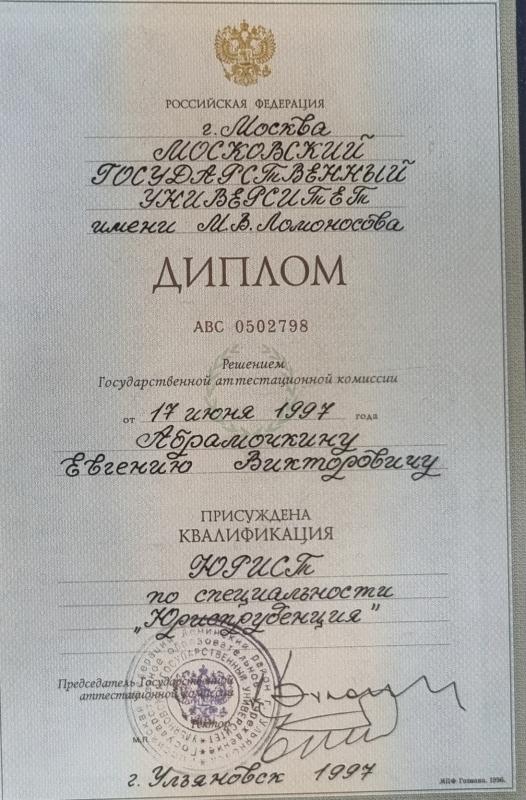 РОССИЙСКАЯ ФЕДЕРАЦИЯ
г. Москва
МОСКОВСКИЙ
ГОСУДАРСТВЕННЫЙ
УНИВЕРСИТЕТ
имени М.В. Ломоносова
ДИПЛОМ
АВС 0502798
Решением
Государственной аттестационной комиссии
от 17 июня 1997 года
Абрамочкину
Евгению Викторовичу
ПРИСУЖДЕНА
КВАЛИФИКАЦИЯ
ЮРИСТ
по специальности
„Юриспруденция"
Председатель Государственной
аттестационной комиссии
Ректор
М.П.
г. Ульяновск 1997
МПФ Гознака. 1996.